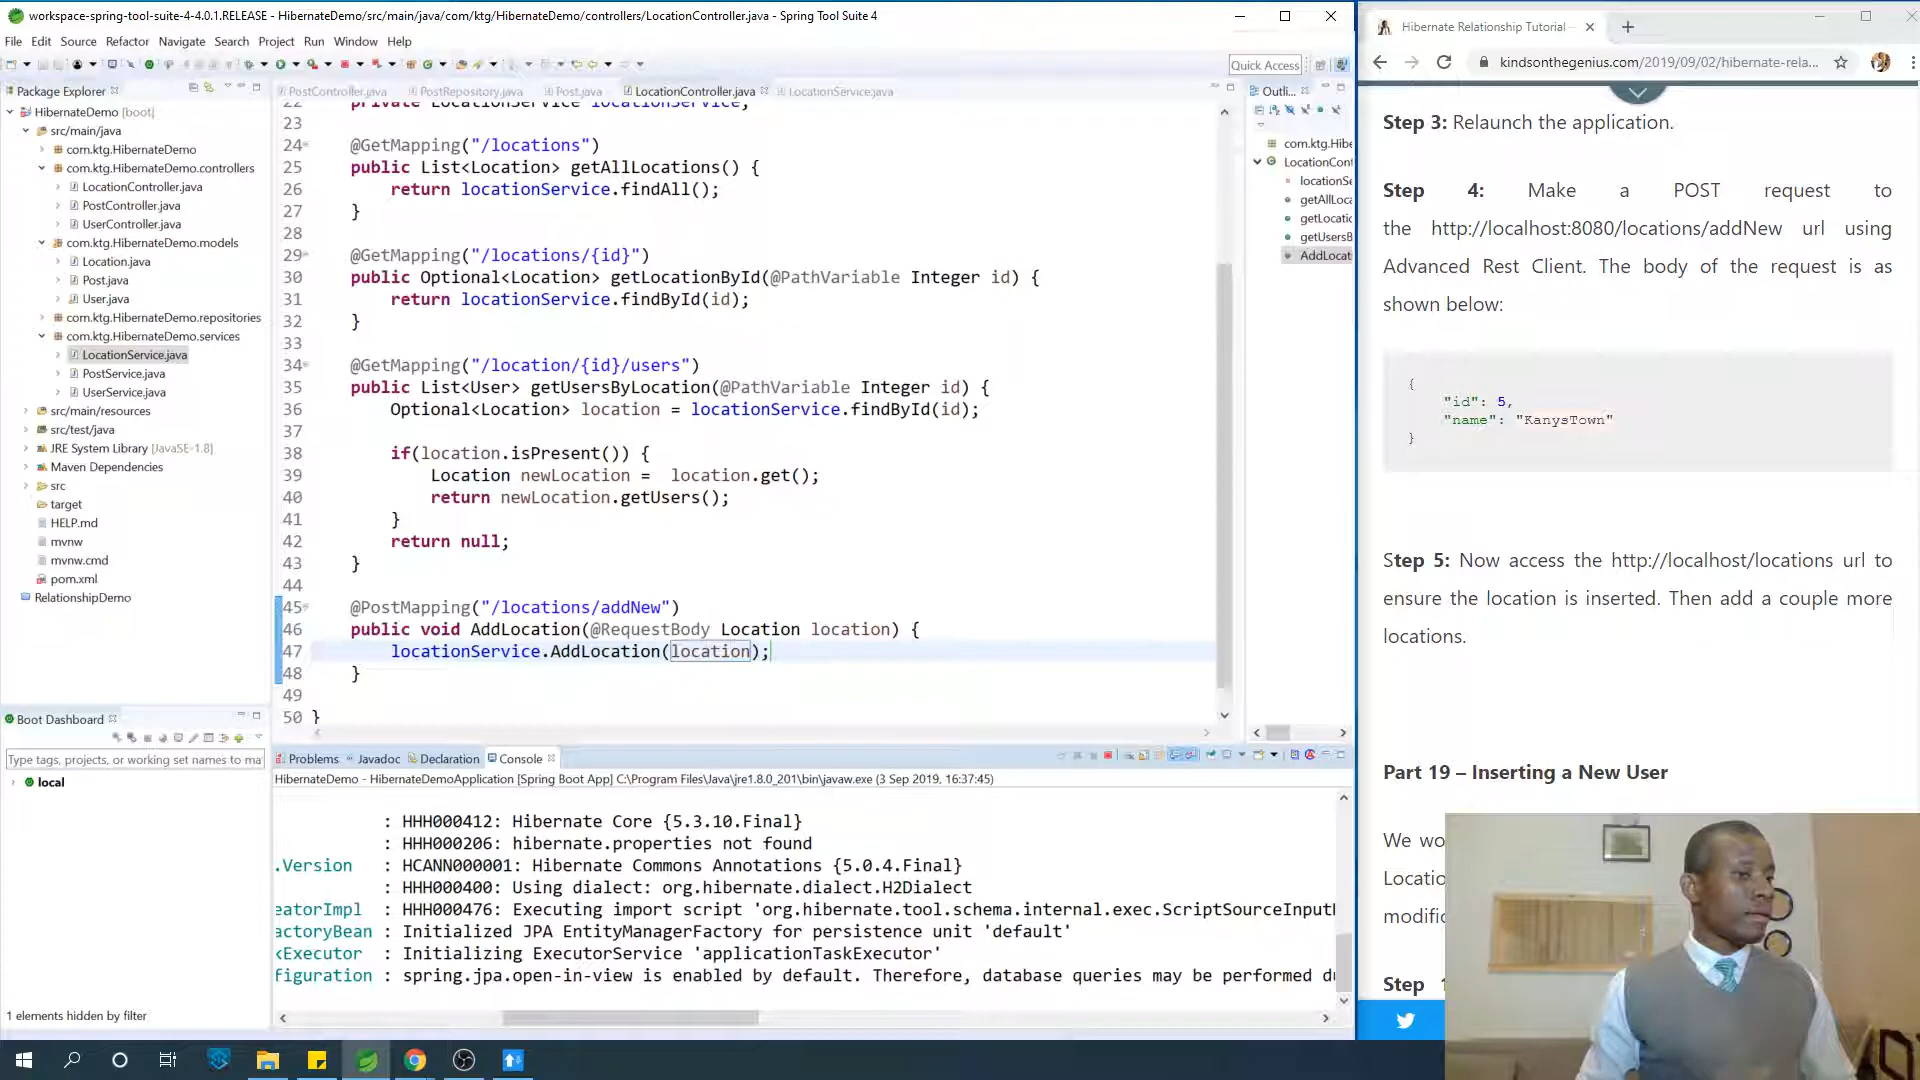 workspace-spring-tool-suite-4-4.0.1.RELEASE - HibernateDemo/src/main/java/com/ktg/HibernateDemo/controllers/LocationController.java - Spring Tool Suite 4
File Edit Source Refactor Navigate Search Project Run Window Help
Quick Access
Package Explorer
HibernateDemo [boot]
src/main/java
com.ktg.HibernateDemo
com.ktg.HibernateDemo.controllers
LocationController.java
PostController.java
UserController.java
com.ktg.HibernateDemo.models
Location.java
Post.java
User.java
com.ktg.HibernateDemo.repositories
com.ktg.HibernateDemo.services
LocationService.java
PostService.java
UserService.java
src/main/resources
src/test/java
JRE System Library [JavaSE-1.8]
Maven Dependencies
src
target
HELP.md
mvnw
mvnw.cmd
pom.xml
RelationshipDemo
Boot Dashboard
Type tags, projects, or working set names to ma
local
1 elements hidden by filter
PostController.java PostRepository.java Post.java LocationController.java LocationService.java
22 private LocationService locationService;
23
24 @GetMapping("/locations")
25 public List<Location> getAllLocations() {
26 return locationService.findAll();
27 }
28
29 @GetMapping("/locations/{id}")
30 public Optional<Location> getLocationById(@PathVariable Integer id) {
31 return locationService.findById(id);
32 }
33
34 @GetMapping("/location/{id}/users")
35 public List<User> getUsersByLocation(@PathVariable Integer id) {
36 Optional<Location> location = locationService.findById(id);
37
38 if(location.isPresent()) {
39 Location newLocation = location.get();
40 return newLocation.getUsers();
41 }
42 return null;
43 }
44
45 @PostMapping("/locations/addNew")
46 public void AddLocation(@RequestBody Location location) {
47 locationService.AddLocation(location);
48 }
49
50 }
Outli...
com.ktg.Hibe
LocationCont
locationSe
getAllLoca
getLocatio
getUsersB
AddLocat
Problems Javadoc Declaration Console
HibernateDemo - HibernateDemoApplication [Spring Boot App] C:\Program Files\Java\jre1.8.0_201\bin\javaw.exe (3 Sep 2019, 16:37:45)
: HHH000412: Hibernate Core {5.3.10.Final}
: HHH000206: hibernate.properties not found
.Version : HCANN000001: Hibernate Commons Annotations {5.0.4.Final}
: HHH000400: Using dialect: org.hibernate.dialect.H2Dialect
eatorImpl : HHH000476: Executing import script 'org.hibernate.tool.schema.internal.exec.ScriptSourceInput
actoryBean : Initialized JPA EntityManagerFactory for persistence unit 'default'
kExecutor : Initializing ExecutorService 'applicationTaskExecutor'
figuration : spring.jpa.open-in-view is enabled by default. Therefore, database queries may be performed du
Hibernate Relationship Tutorial
kindsonthegenius.com/2019/09/02/hibernate-rela...
Step 3: Relaunch the application.
Step 4: Make a POST request to
the http://localhost:8080/locations/addNew url using
Advanced Rest Client. The body of the request is as
shown below:
{
"id": 5,
"name": "KanysTown"
}
Step 5: Now access the http://localhost/locations url to
ensure the location is inserted. Then add a couple more
locations.
Part 19 – Inserting a New User
We wo
Locatio
modific
Step 1